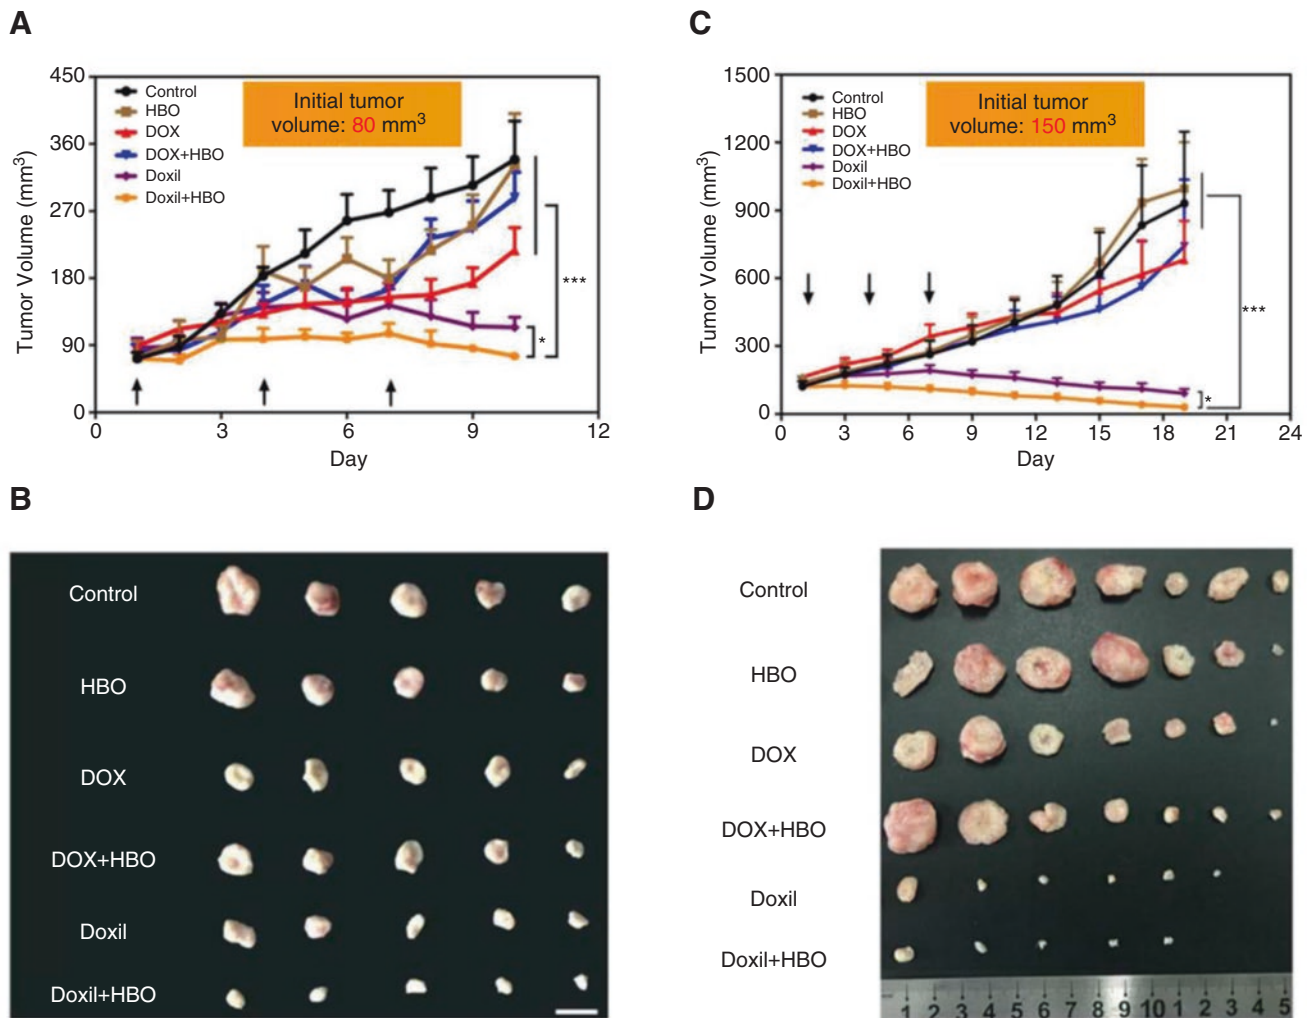 A
Tumor Volume (mm³)
450
360
270
180
90
0
0 3 6 9 12
Day
Control
HBO
DOX
DOX+HBO
Doxil
Doxil+HBO
Initial tumor
volume: 80 mm³
***
*
C
Tumor Volume (mm³)
1500
1200
900
600
300
0
0 3 6 9 12 15 18 21 24
Day
Control
HBO
DOX
DOX+HBO
Doxil
Doxil+HBO
Initial tumor
volume: 150 mm³
***
*
B
Control
HBO
DOX
DOX+HBO
Doxil
Doxil+HBO
D
Control
HBO
DOX
DOX+HBO
Doxil
Doxil+HBO
1 2 3 4 5 6 7 8 9 10 1 2 3 4 5